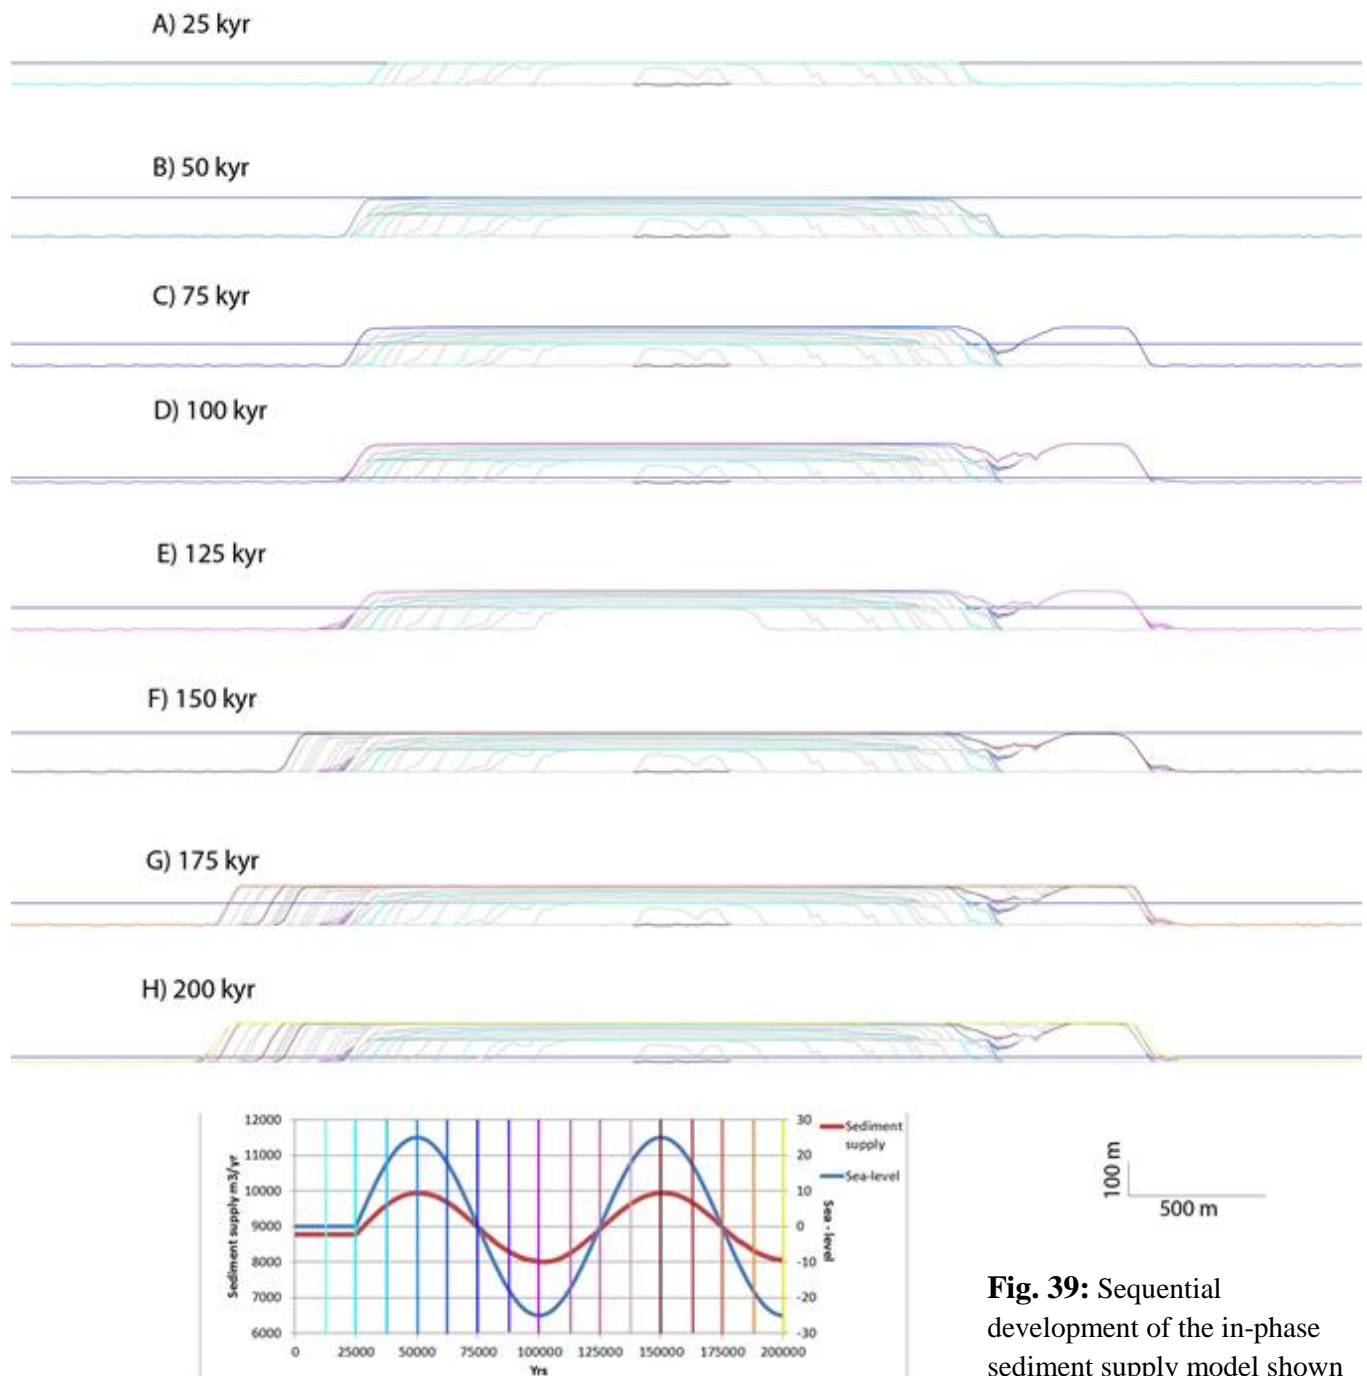 A) 25 kyr
B) 50 kyr
C) 75 kyr
D) 100 kyr
E) 125 kyr
F) 150 kyr
G) 175 kyr
H) 200 kyr
12000
11000
10000
9000
8000
7000
6000
Sediment supply m3/yr
30
20
10
0
-10
-20
-30
Sea - level
Sediment
supply
Sea-level
0 25000 50000 75000 100000 125000 150000 175000 200000
Yrs
100 m
500 m
Fig. 39: Sequential
development of the in-phase
sediment supply model shown